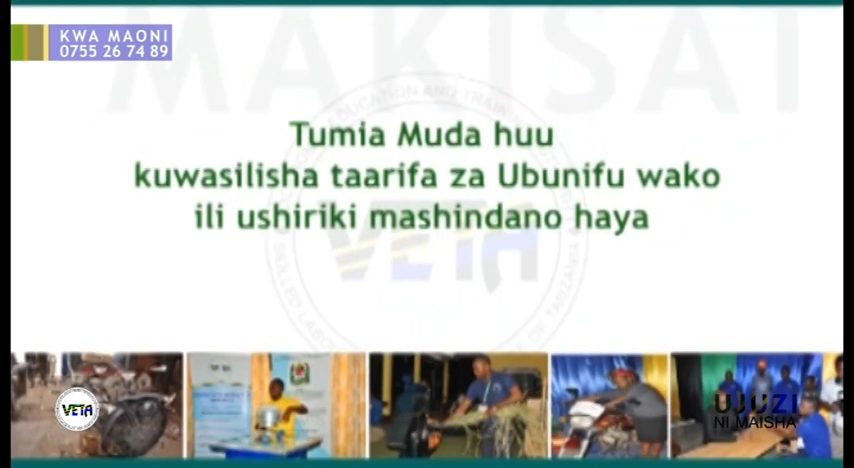 KWA MAONI
0755 26 74 89
MAKISAT
Tumia Muda huu
kuwasilisha taarifa za Ubunifu wako
ili ushiriki mashindano haya
VETA
VETA
UJUZI
NI MAISHA